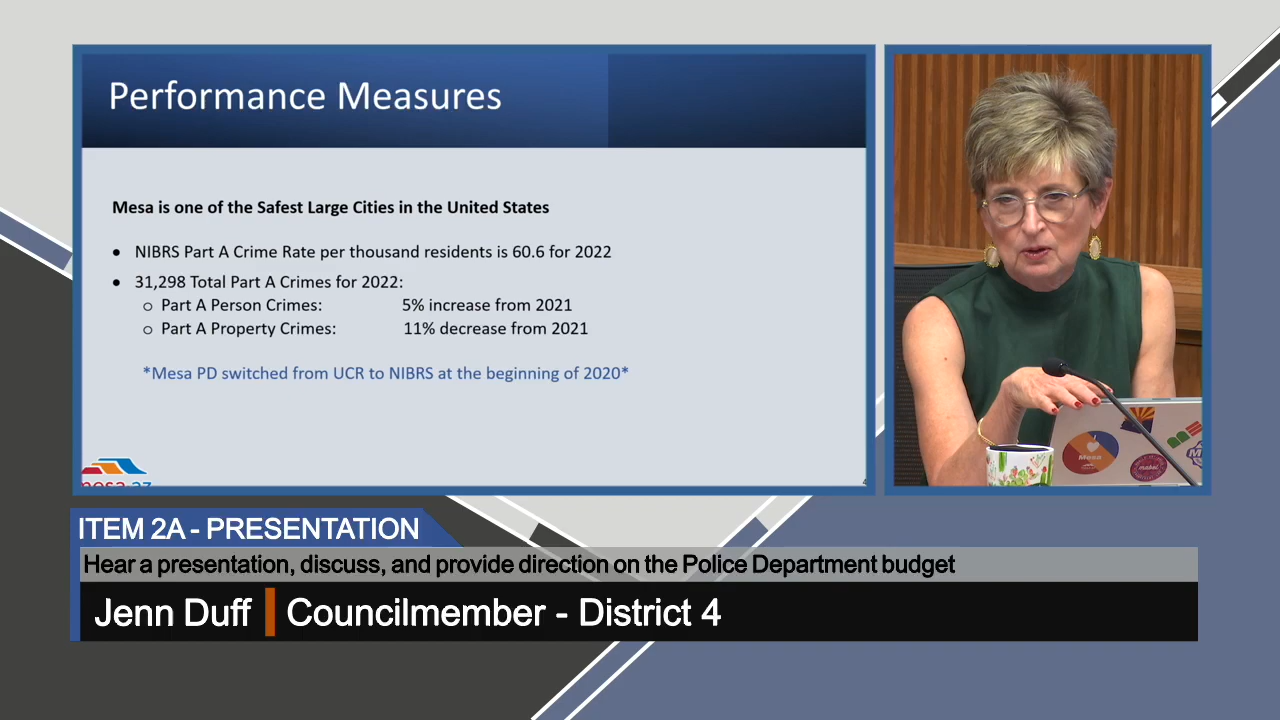 Performance Measures
Mesa is one of the Safest Large Cities in the United States
• NIBRS Part A Crime Rate per thousand residents is 60.6 for 2022
• 31,298 Total Part A Crimes for 2022:
o Part A Person Crimes: 5% increase from 2021
o Part A Property Crimes: 11% decrease from 2021
*Mesa PD switched from UCR to NIBRS at the beginning of 2020*
mesa·az
Mesa
mabel
ITEM 2A - PRESENTATION
Hear a presentation, discuss, and provide direction on the Police Department budget
Jenn Duff Councilmember - District 4